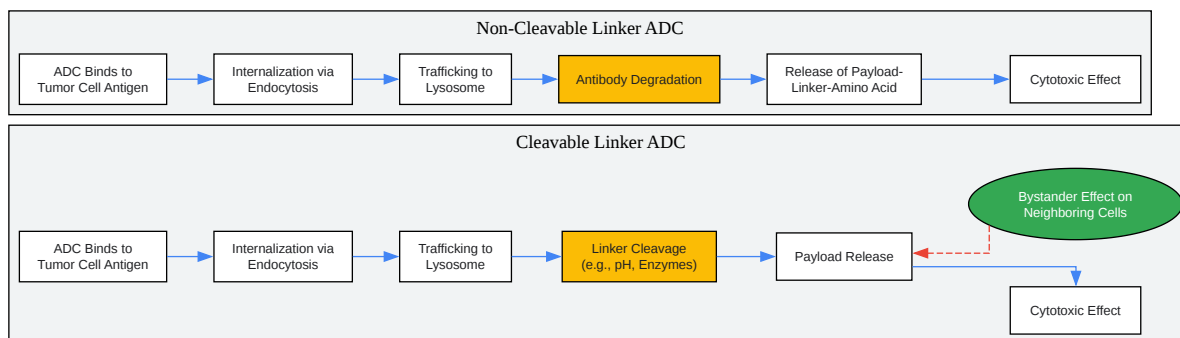 Non-Cleavable Linker ADC
ADC Binds to
Tumor Cell Antigen
Internalization via
Endocytosis
Trafficking to
Lysosome
Antibody Degradation
Release of Payload-
Linker-Amino Acid
Cytotoxic Effect
Cleavable Linker ADC
Bystander Effect on
Neighboring Cells
ADC Binds to
Tumor Cell Antigen
Internalization via
Endocytosis
Trafficking to
Lysosome
Linker Cleavage
(e.g., pH, Enzymes)
Payload Release
Cytotoxic Effect